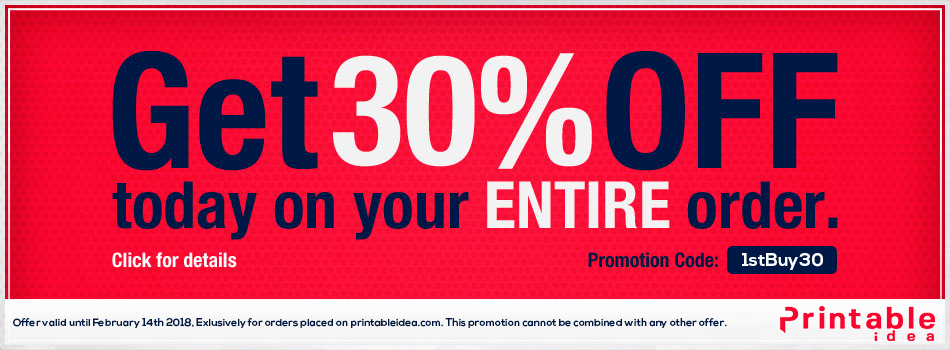 Get 30% OFF
today on your ENTIRE order.
Click for details
Promotion Code: 1stBuy30
Offer valid until February 14th 2018, Exlusively for orders placed on printableidea.com. This promotion cannot be combined with any other offer.
Printable
idea